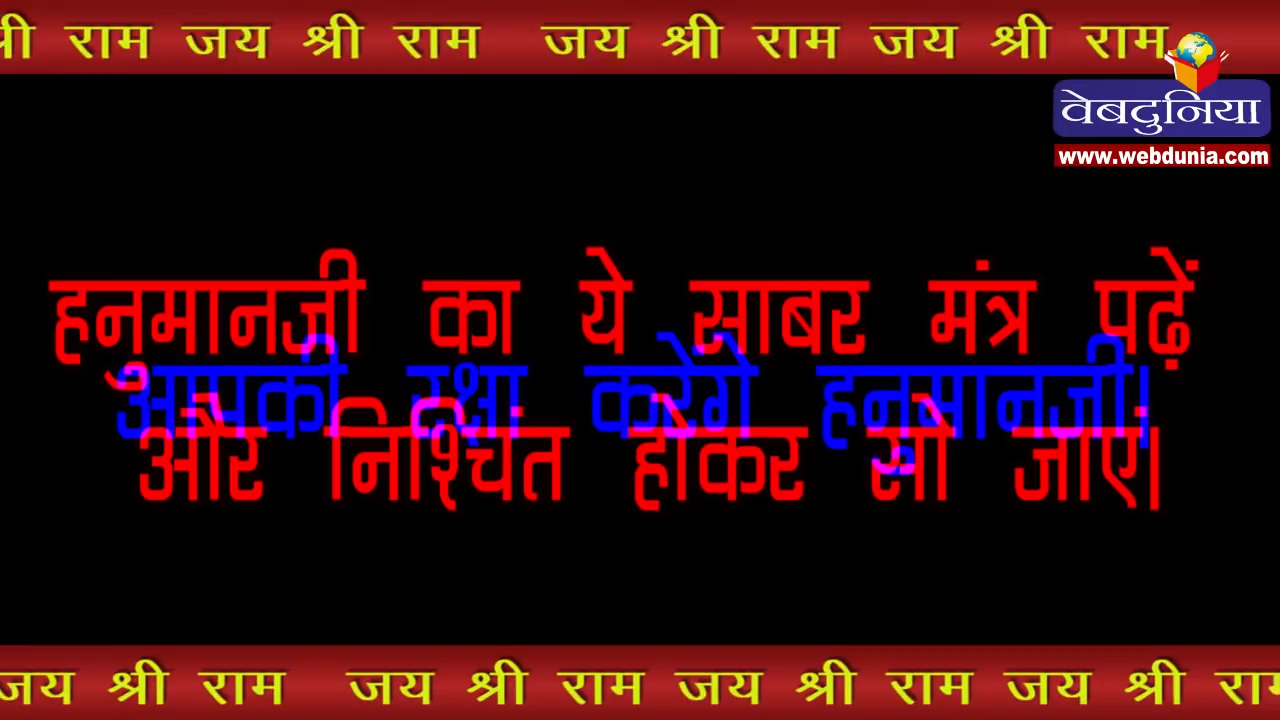 श्री राम जय श्री राम जय श्री राम जय श्री राम
वेबदुनिया
www.webdunia.com
हनुमानजी का ये साबर मंत्र पढ़ें
आपकी रक्षा करेंगे हनुमानजी।
और निश्चिंत होकर सो जाएं।
जय श्री राम जय श्री राम जय श्री राम जय श्री राम